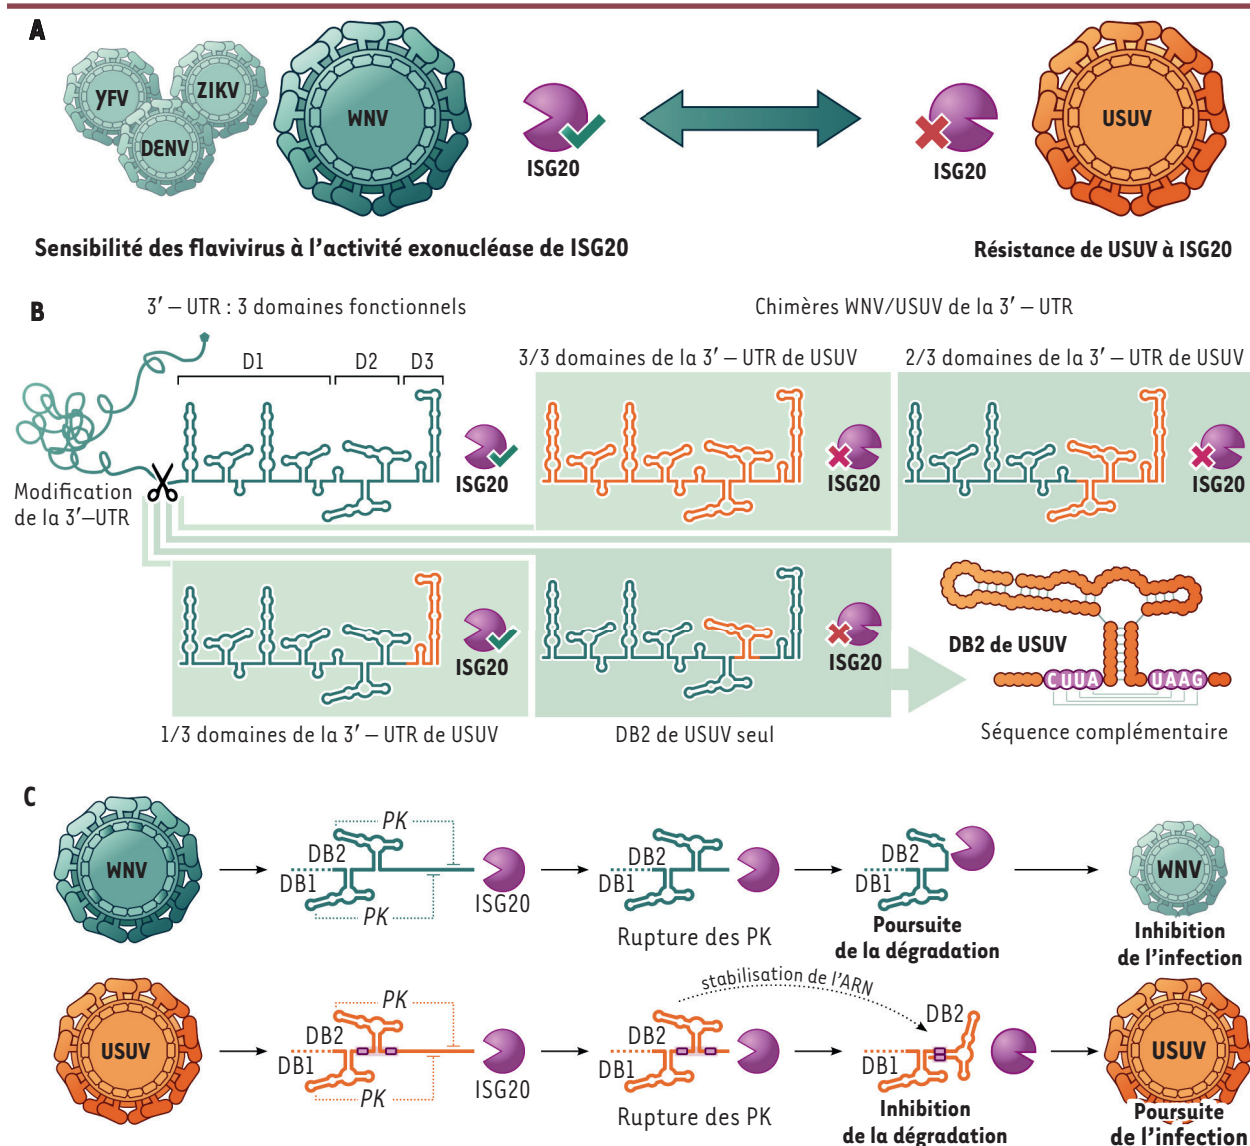 A
YFV
ZIKV
DENV
WNV
ISG20
ISG20
USUV
Sensibilité des flavivirus à l'activité exonucléase de ISG20
Résistance de USUV à ISG20
B
3′ – UTR : 3 domaines fonctionnels
Chimères WNV/USUV de la 3′ – UTR
D1
D2
D3
3/3 domaines de la 3′ – UTR de USUV
2/3 domaines de la 3′ – UTR de USUV
ISG20
ISG20
ISG20
Modification
de la 3′–UTR
ISG20
ISG20
DB2 de USUV
CUUA
UAAG
1/3 domaines de la 3′ – UTR de USUV
DB2 de USUV seul
Séquence complémentaire
C
WNV
PK
DB2
DB1
PK
ISG20
DB2
DB1
Rupture des PK
DB2
DB1
Poursuite
de la dégradation
WNV
Inhibition
de l'infection
USUV
PK
DB2
DB1
PK
ISG20
DB2
DB1
Rupture des PK
stabilisation de l'ARN
DB2
DB1
Inhibition
de la dégradation
USUV
Poursuite
de l'infection